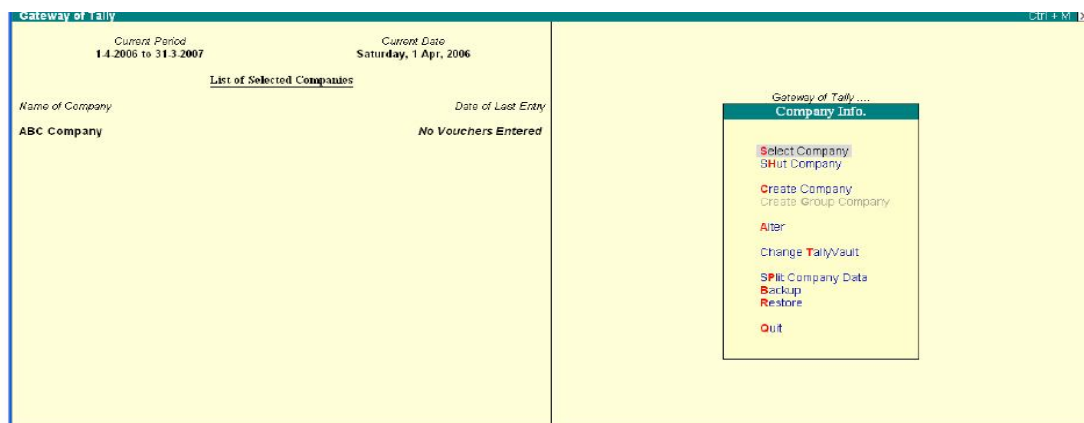 Gateway of Tally
Ctrl + M
Current Period
Current Date
1-4-2006 to 31-3-2007
Saturday, 1 Apr, 2006
List of Selected Companies
Name of Company
Date of Last Entry
ABC Company
No Vouchers Entered
Gateway of Tally ....
Company Info.
Select Company
SHut Company
Create Company
Create Group Company
Alter
Change TallyVault
SPlit Company Data
Backup
Restore
Quit